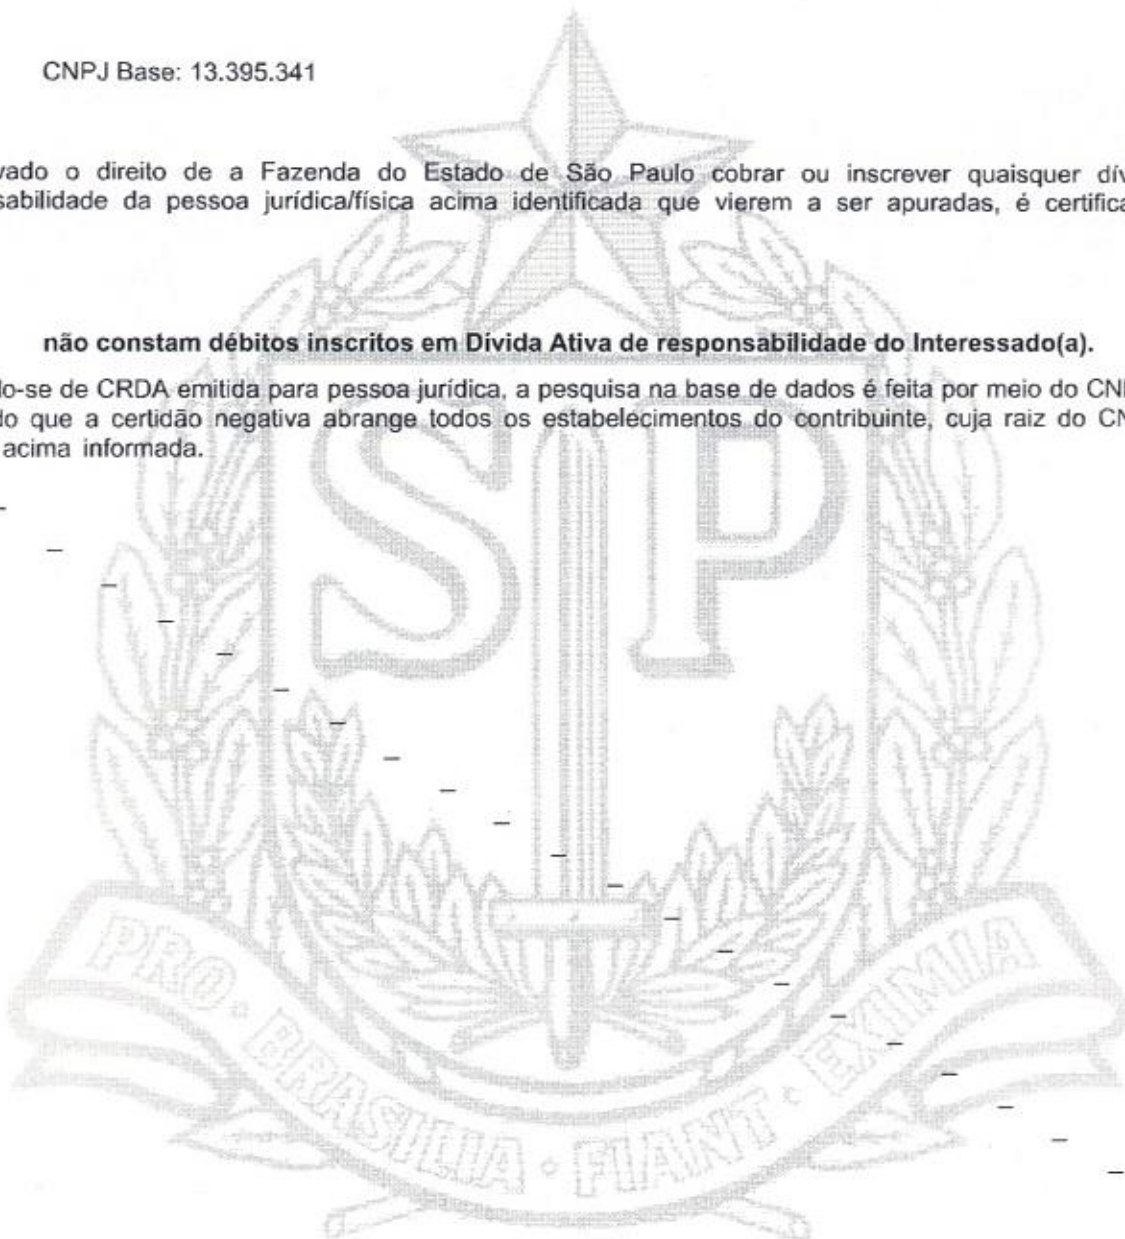 CNPJ Base: 13.395.341
vado o direito de a Fazenda do Estado de São Paulo cobrar ou inscrever quaisquer dív
sabilidade da pessoa jurídica/física acima identificada que vierem a ser apuradas, é certifica
não constam débitos inscritos em Dívida Ativa de responsabilidade do Interessado(a).
do-se de CRDA emitida para pessoa jurídica, a pesquisa na base de dados é feita por meio do CN
do que a certidão negativa abrange todos os estabelecimentos do contribuinte, cuja raiz do CN
acima informada.
SP
PRO · BRASILIA · FIANT · EXIMIA